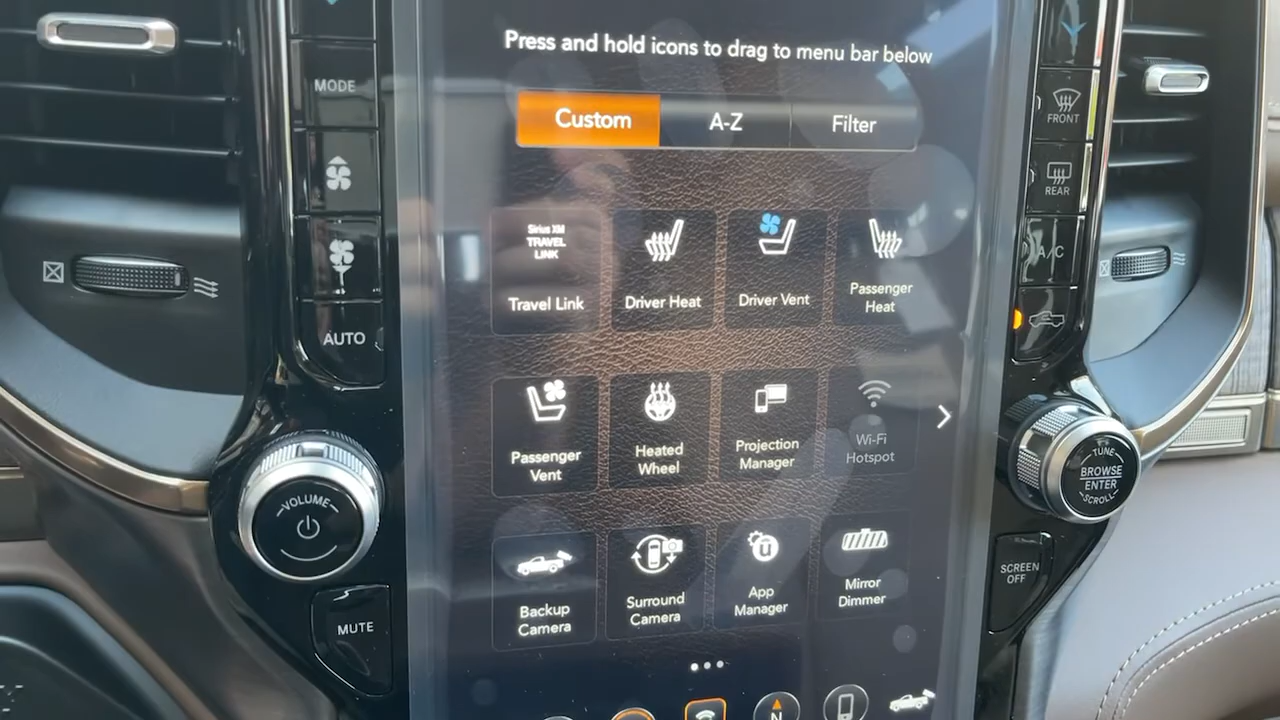 Press and hold icons to drag to menu bar below
MODE
Custom
A-Z
Filter
FRONT
REAR
A/C
AUTO
Sirius XM
TRAVEL
LINK
Travel Link
Driver Heat
Driver Vent
Passenger
Heat
Passenger
Vent
Heated
Wheel
Projection
Manager
Wi-Fi
Hotspot
VOLUME
TUNE
BROWSE
ENTER
SCROLL
Backup
Camera
Surround
Camera
U
App
Manager
Mirror
Dimmer
SCREEN
OFF
MUTE
N